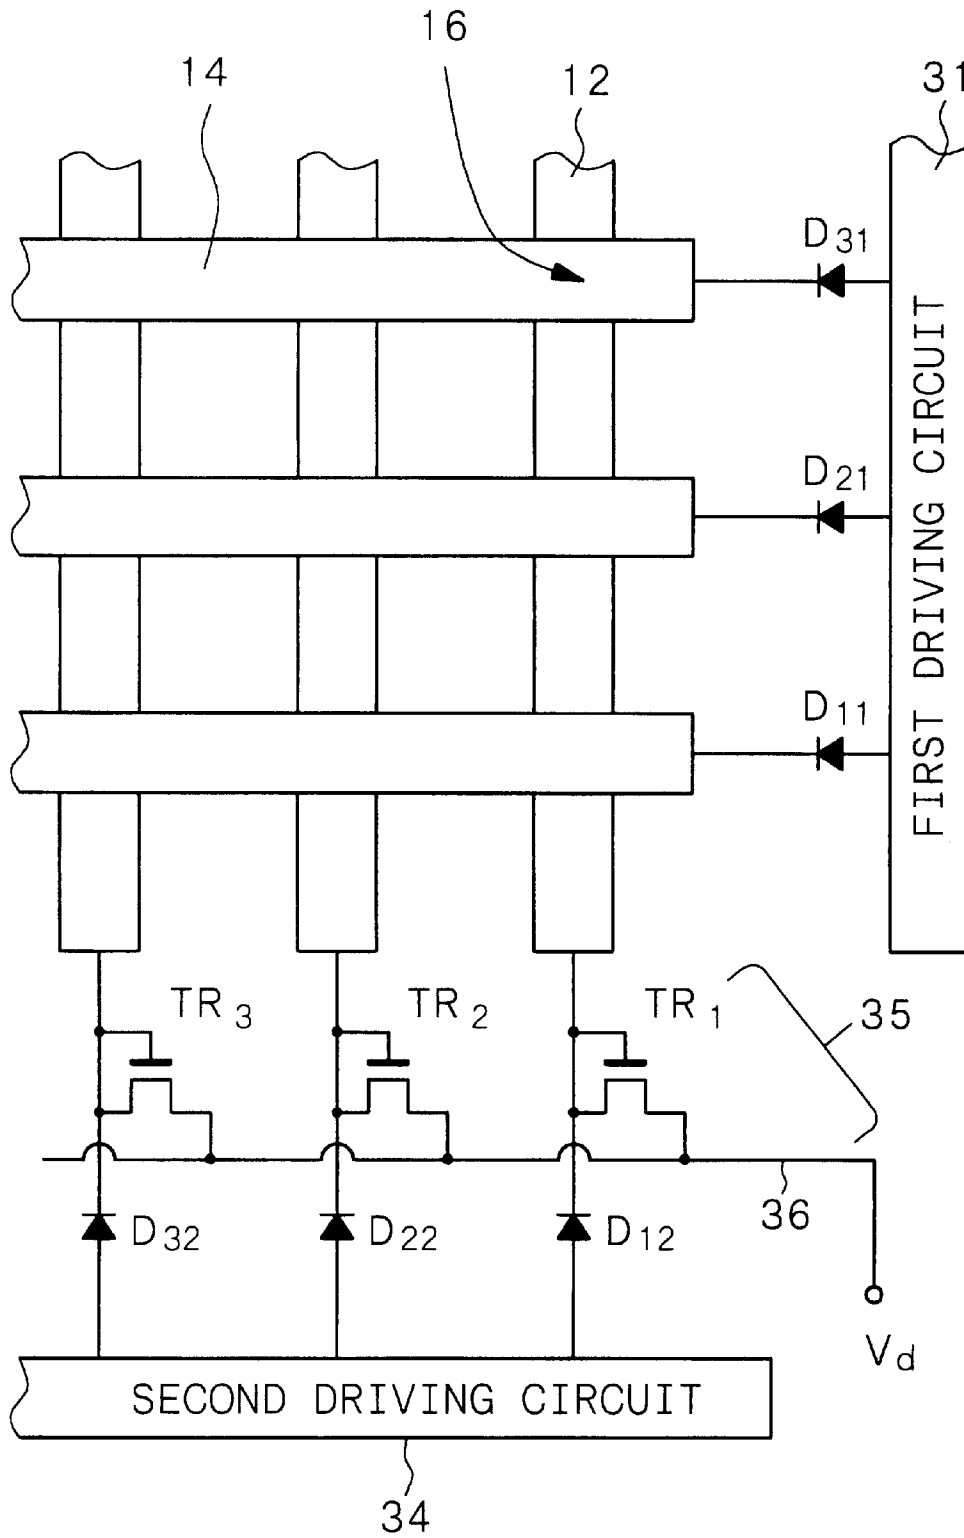 16
14
12
31
D31
FIRST DRIVING CIRCUIT
D21
D11
TR3
TR2
TR1
35
36
D32
D22
D12
Vd
SECOND DRIVING CIRCUIT
34